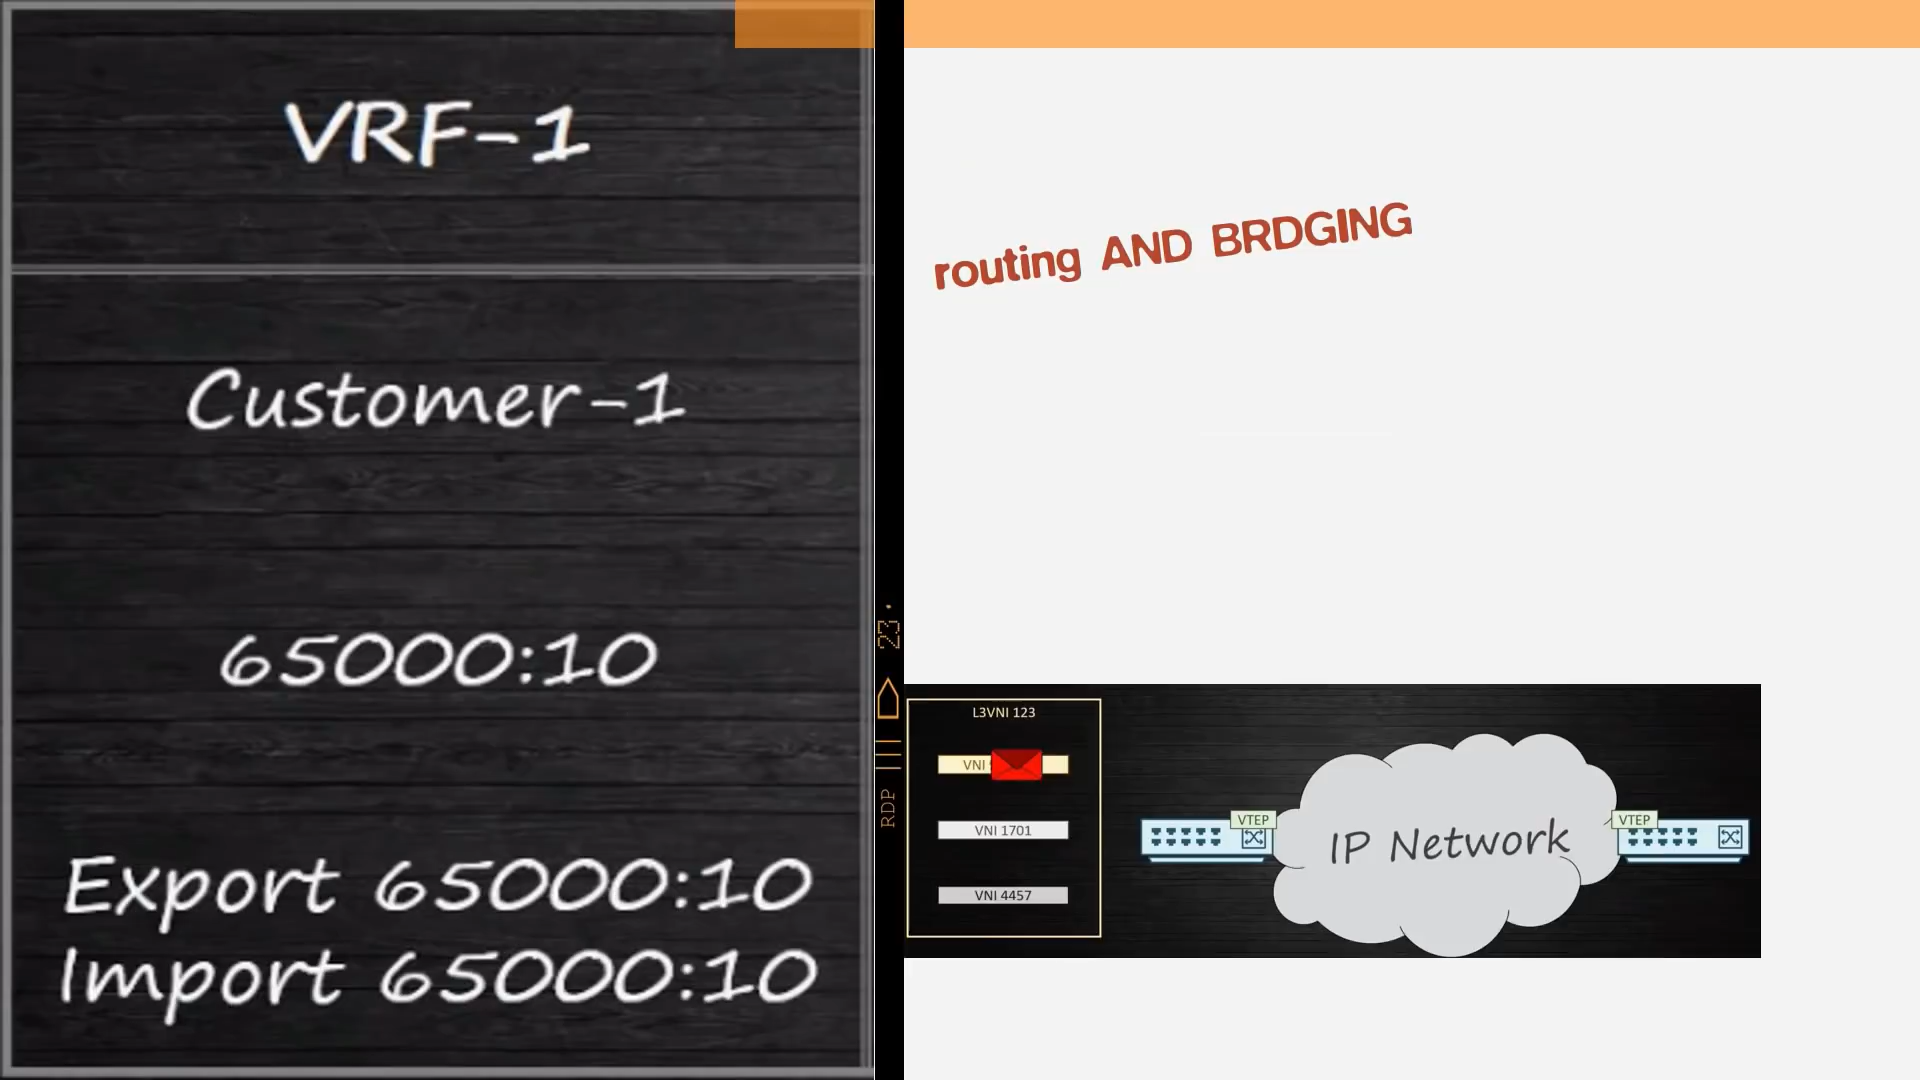 VRF-1
Customer-1
65000:10
Export 65000:10
Import 65000:10
RDP
23
routing AND BRDGING
L3VNI 123
VNI
VNI 1701
VNI 4457
VTEP
IP Network
VTEP